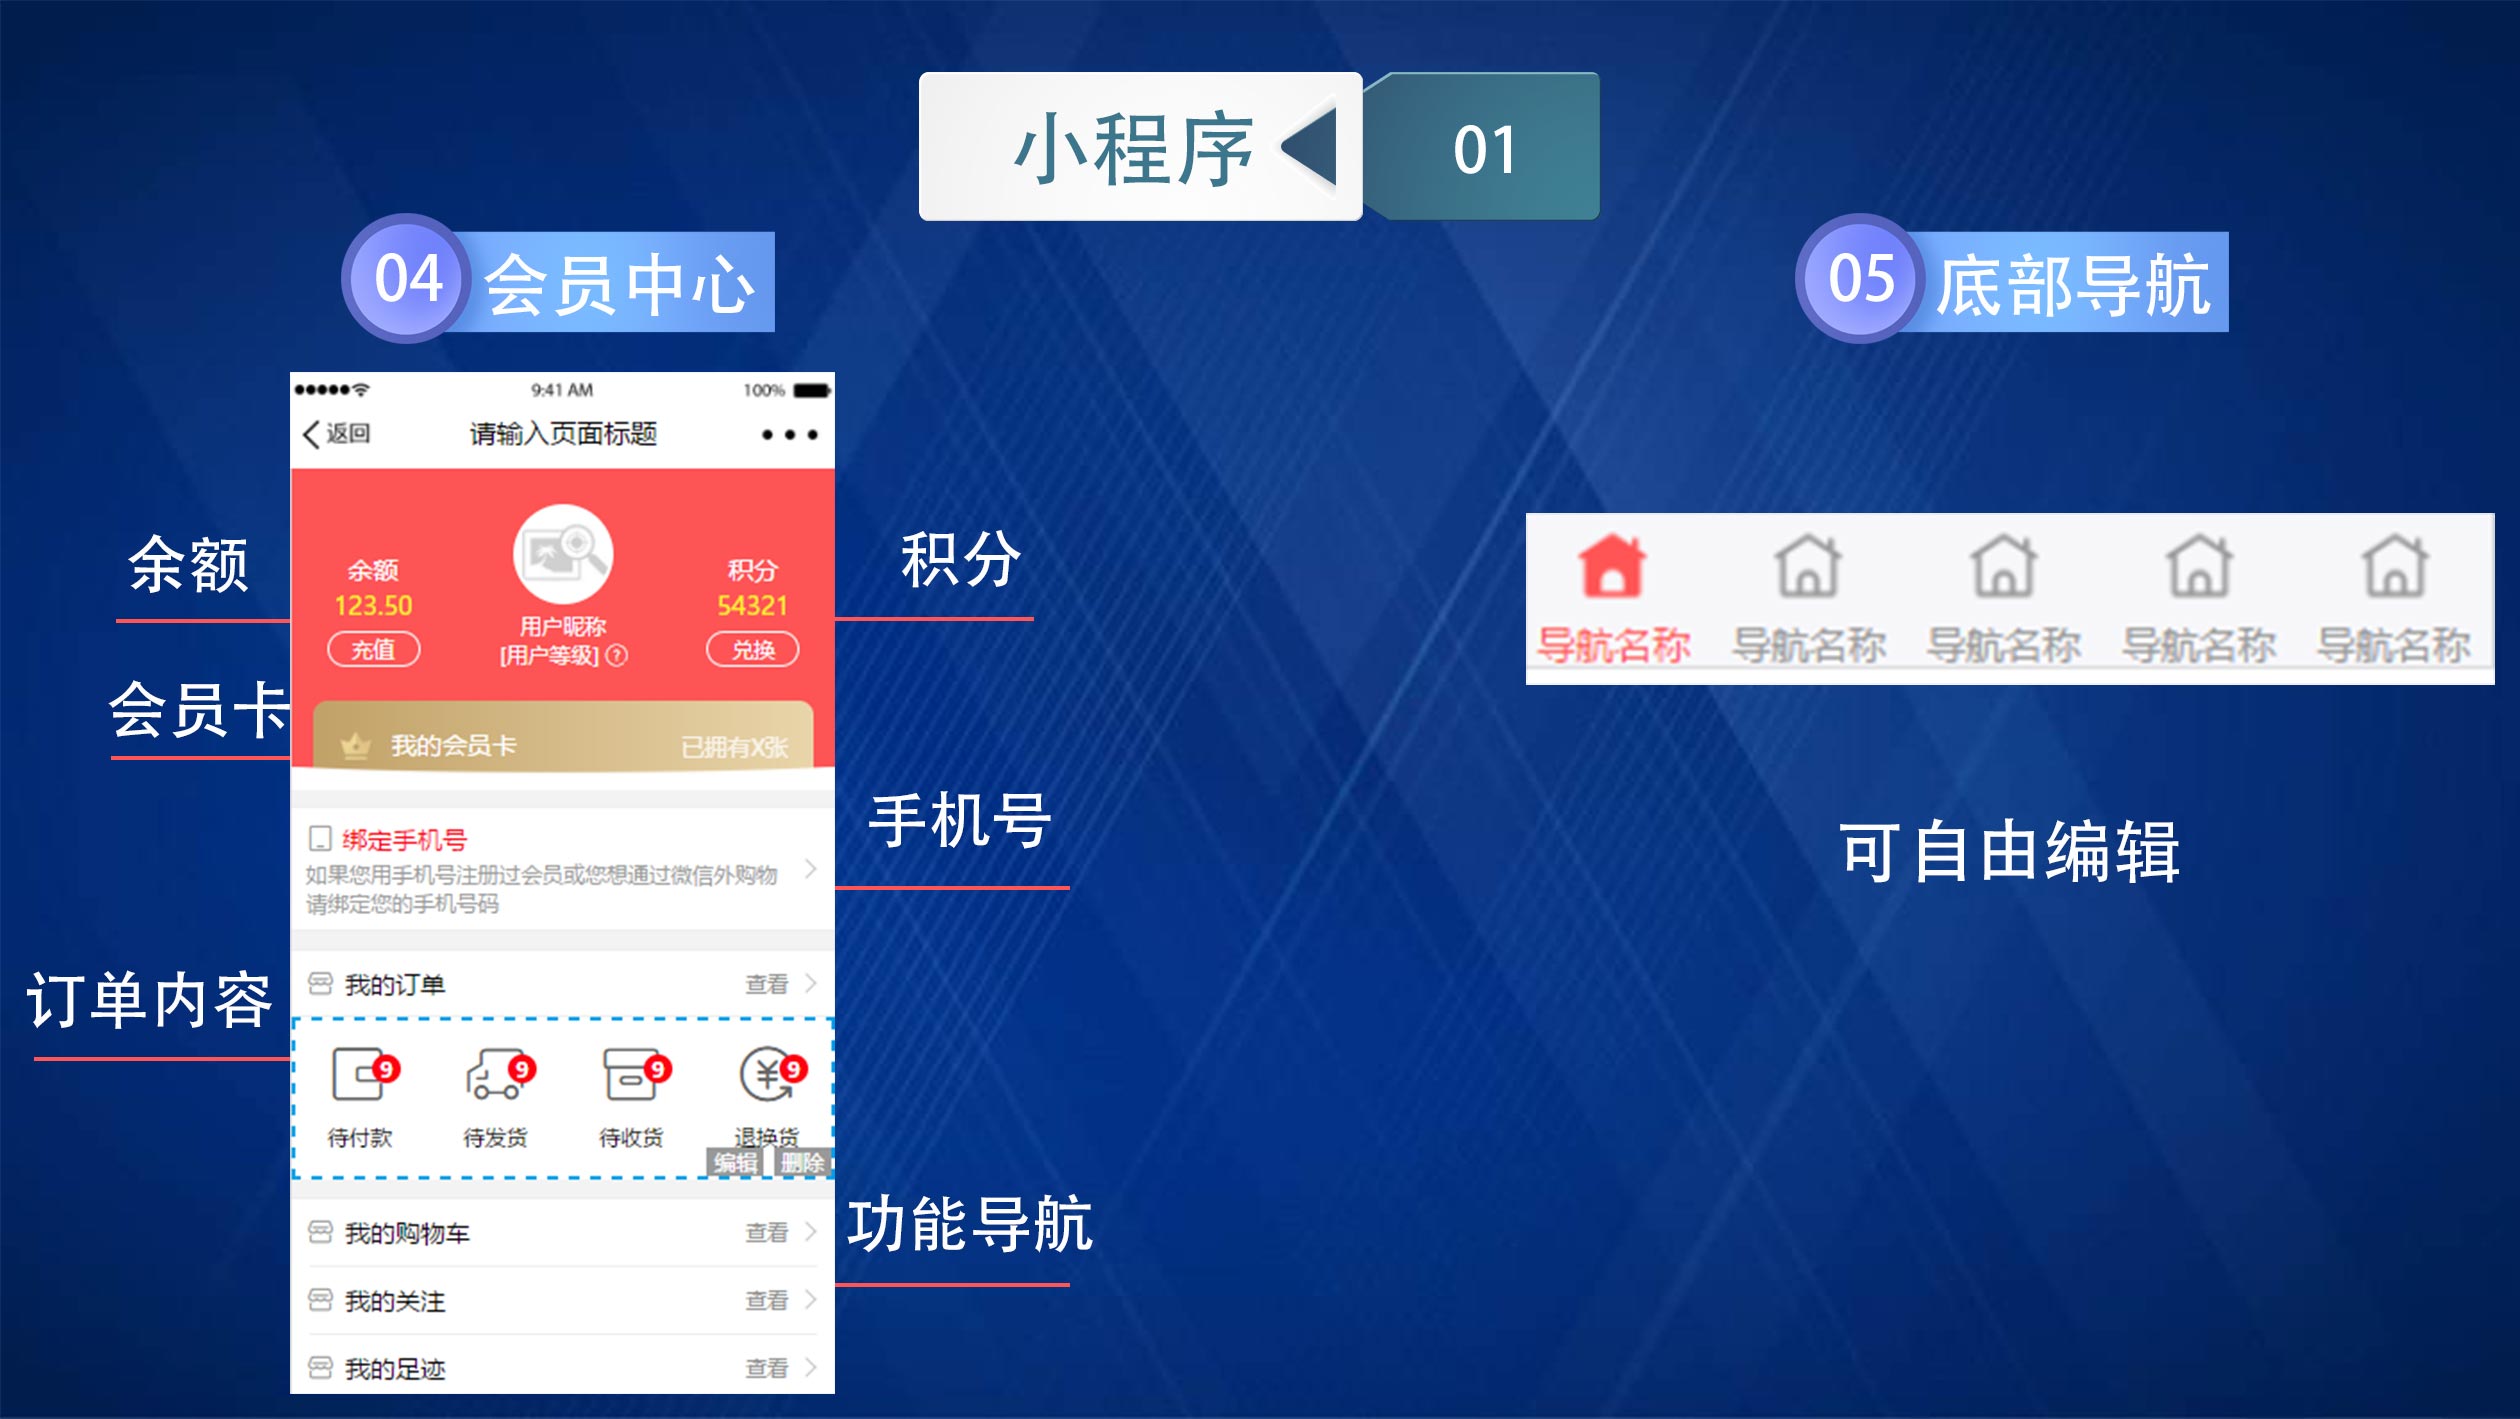 小程序
01
04
会员中心
余额
会员卡
订单内容
9:41 AM
100%
返回
请输入页面标题
余额
123.50
充值
用户昵称
[用户等级]
?
积分
54321
兑换
我的会员卡
已拥有X张
绑定手机号
如果您用手机号注册过会员或您想通过微信外购物
请绑定您的手机号码
我的订单
查看
9
9
9
¥
9
待付款
待发货
待收货
退换货
编辑
删除
我的购物车
查看
我的关注
查看
我的足迹
查看
积分
手机号
功能导航
05
底部导航
导航名称
导航名称
导航名称
导航名称
导航名称
可自由编辑